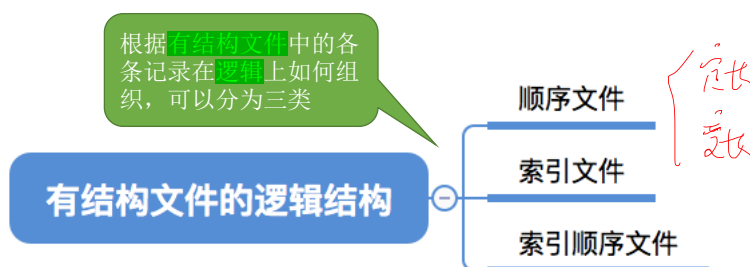 根据有结构文件中的各
条记录在逻辑上如何组
织，可以分为三类
顺序文件
定长
变长
索引文件
有结构文件的逻辑结构
索引顺序文件